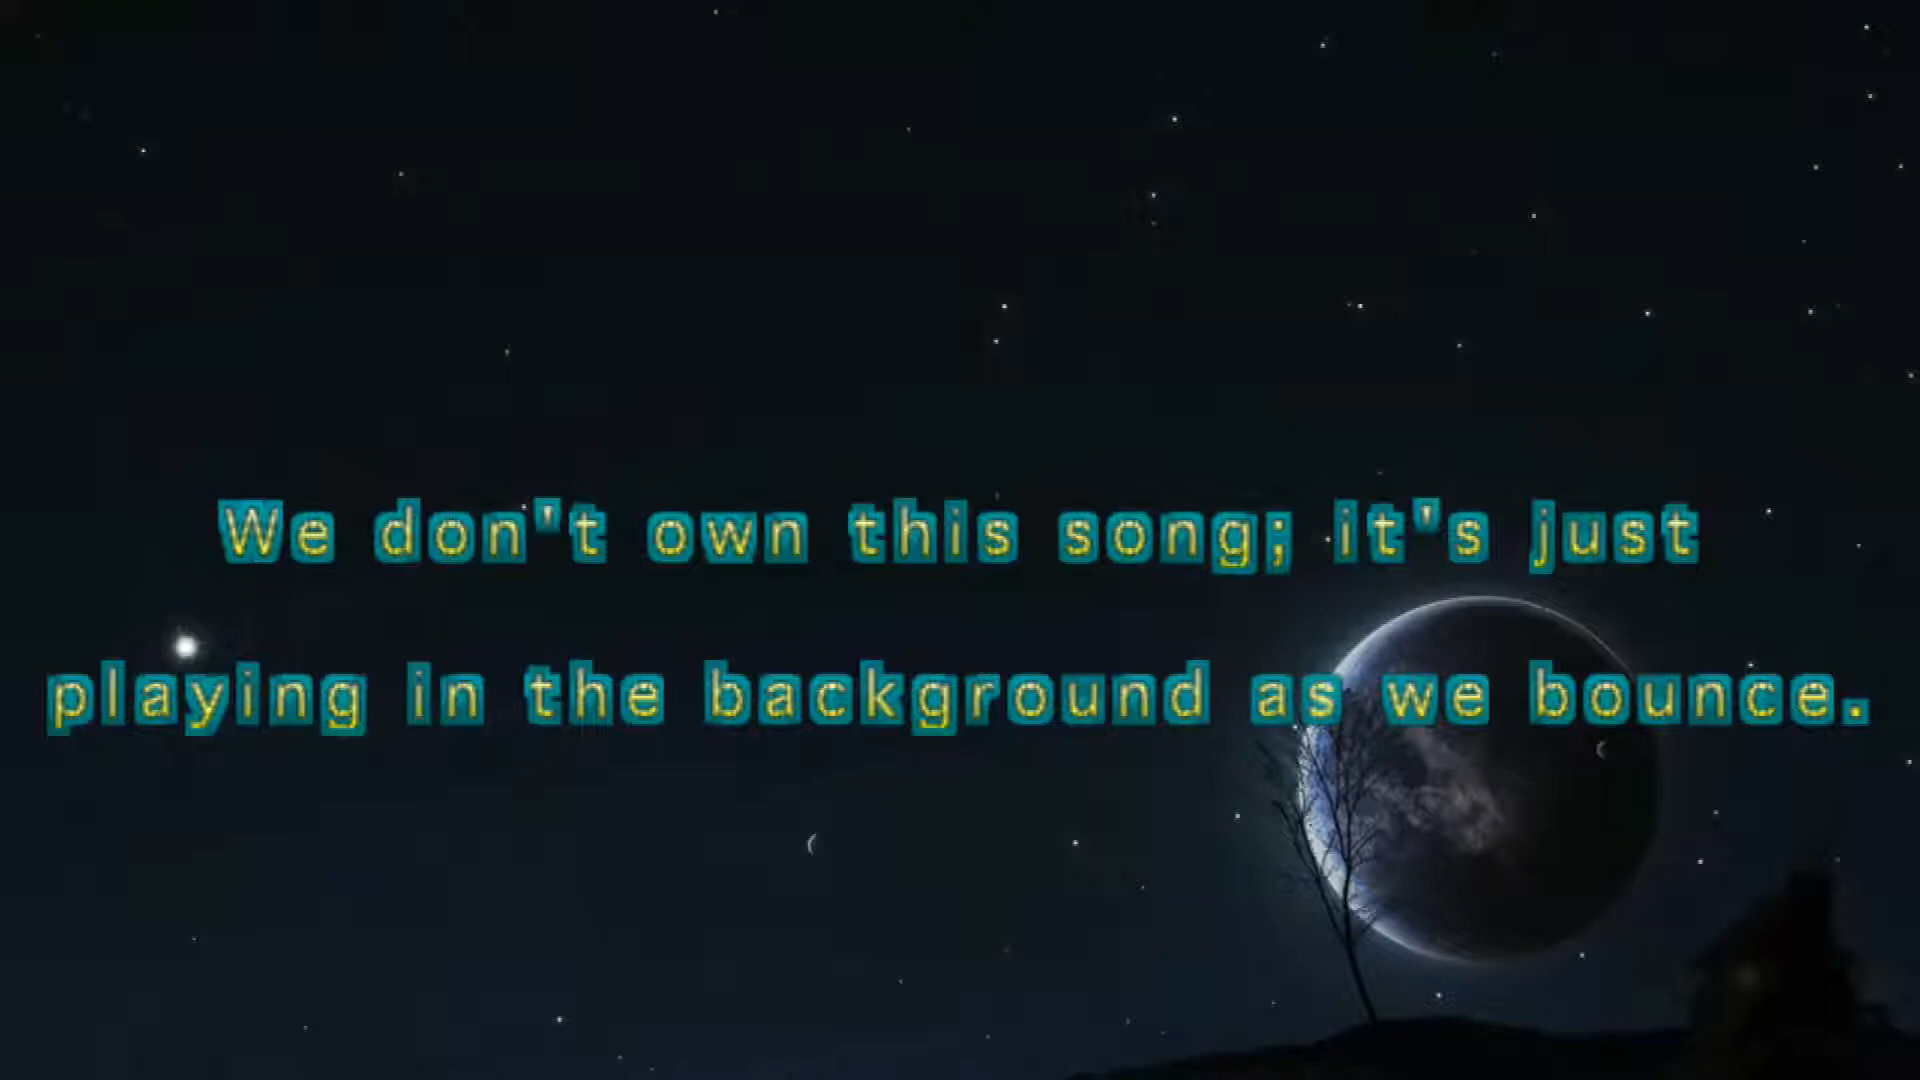 We don't own this song; it's just
playing in the background as we bounce.